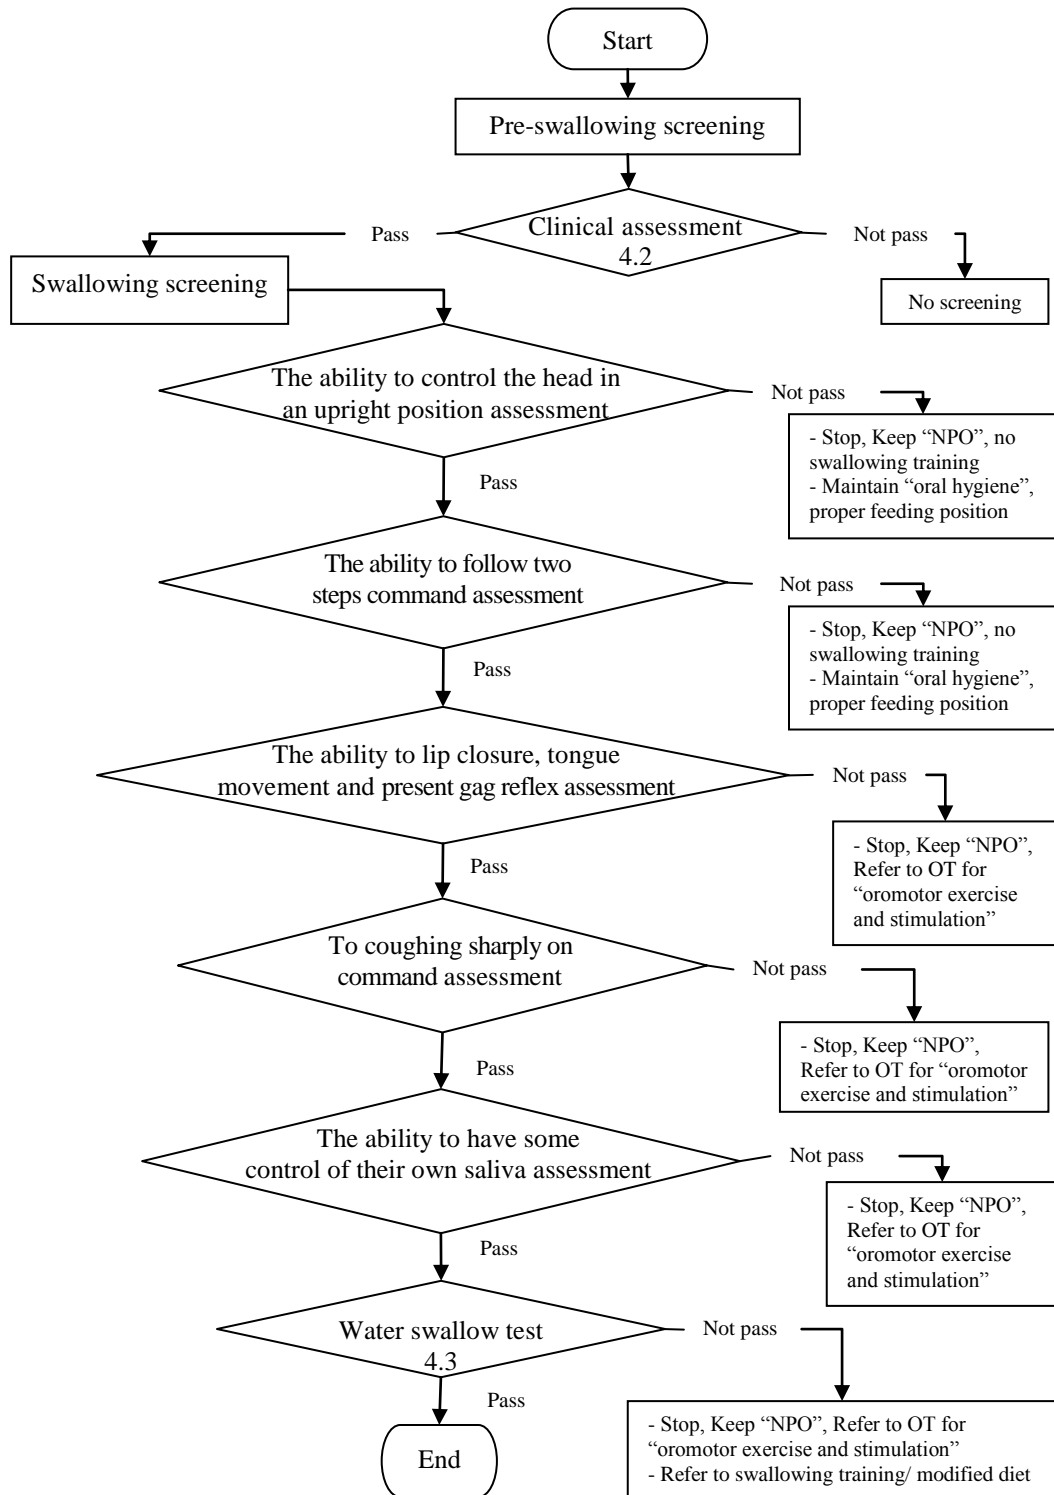 Start
Pre-swallowing screening
Clinical assessment
4.2
Pass
Not pass
Swallowing screening
No screening
The ability to control the head in
an upright position assessment
Not pass
- Stop, Keep “NPO”, no
swallowing training
- Maintain “oral hygiene”,
proper feeding position
Pass
The ability to follow two
steps command assessment
Not pass
- Stop, Keep “NPO”, no
swallowing training
- Maintain “oral hygiene”,
proper feeding position
Pass
The ability to lip closure, tongue
movement and present gag reflex assessment
Not pass
- Stop, Keep “NPO”,
Refer to OT for
“oromotor exercise
and stimulation”
Pass
To coughing sharply on
command assessment
Not pass
- Stop, Keep “NPO”,
Refer to OT for “oromotor
exercise and stimulation”
Pass
The ability to have some
control of their own saliva assessment
Not pass
- Stop, Keep “NPO”,
Refer to OT for
“oromotor exercise
and stimulation”
Pass
Water swallow test
4.3
Not pass
- Stop, Keep “NPO”, Refer to OT for
“oromotor exercise and stimulation”
- Refer to swallowing training/ modified diet
Pass
End